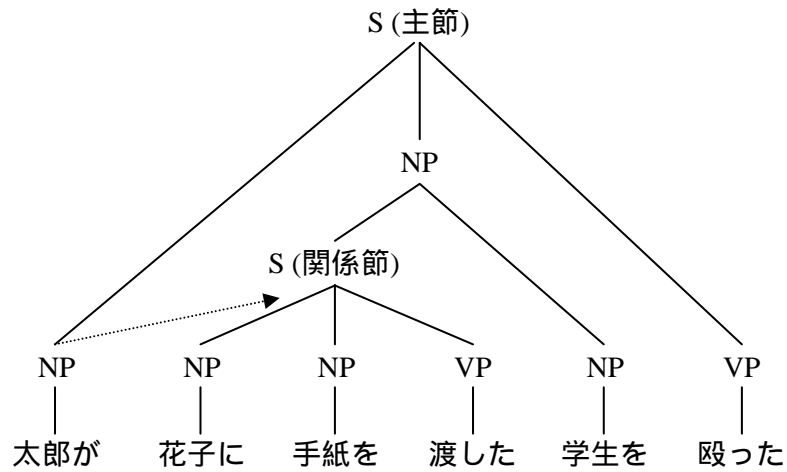 S (主節)
NP
S (関係節)
NP NP NP VP NP VP
太郎が 花子に 手紙を 渡した 学生を 殴った